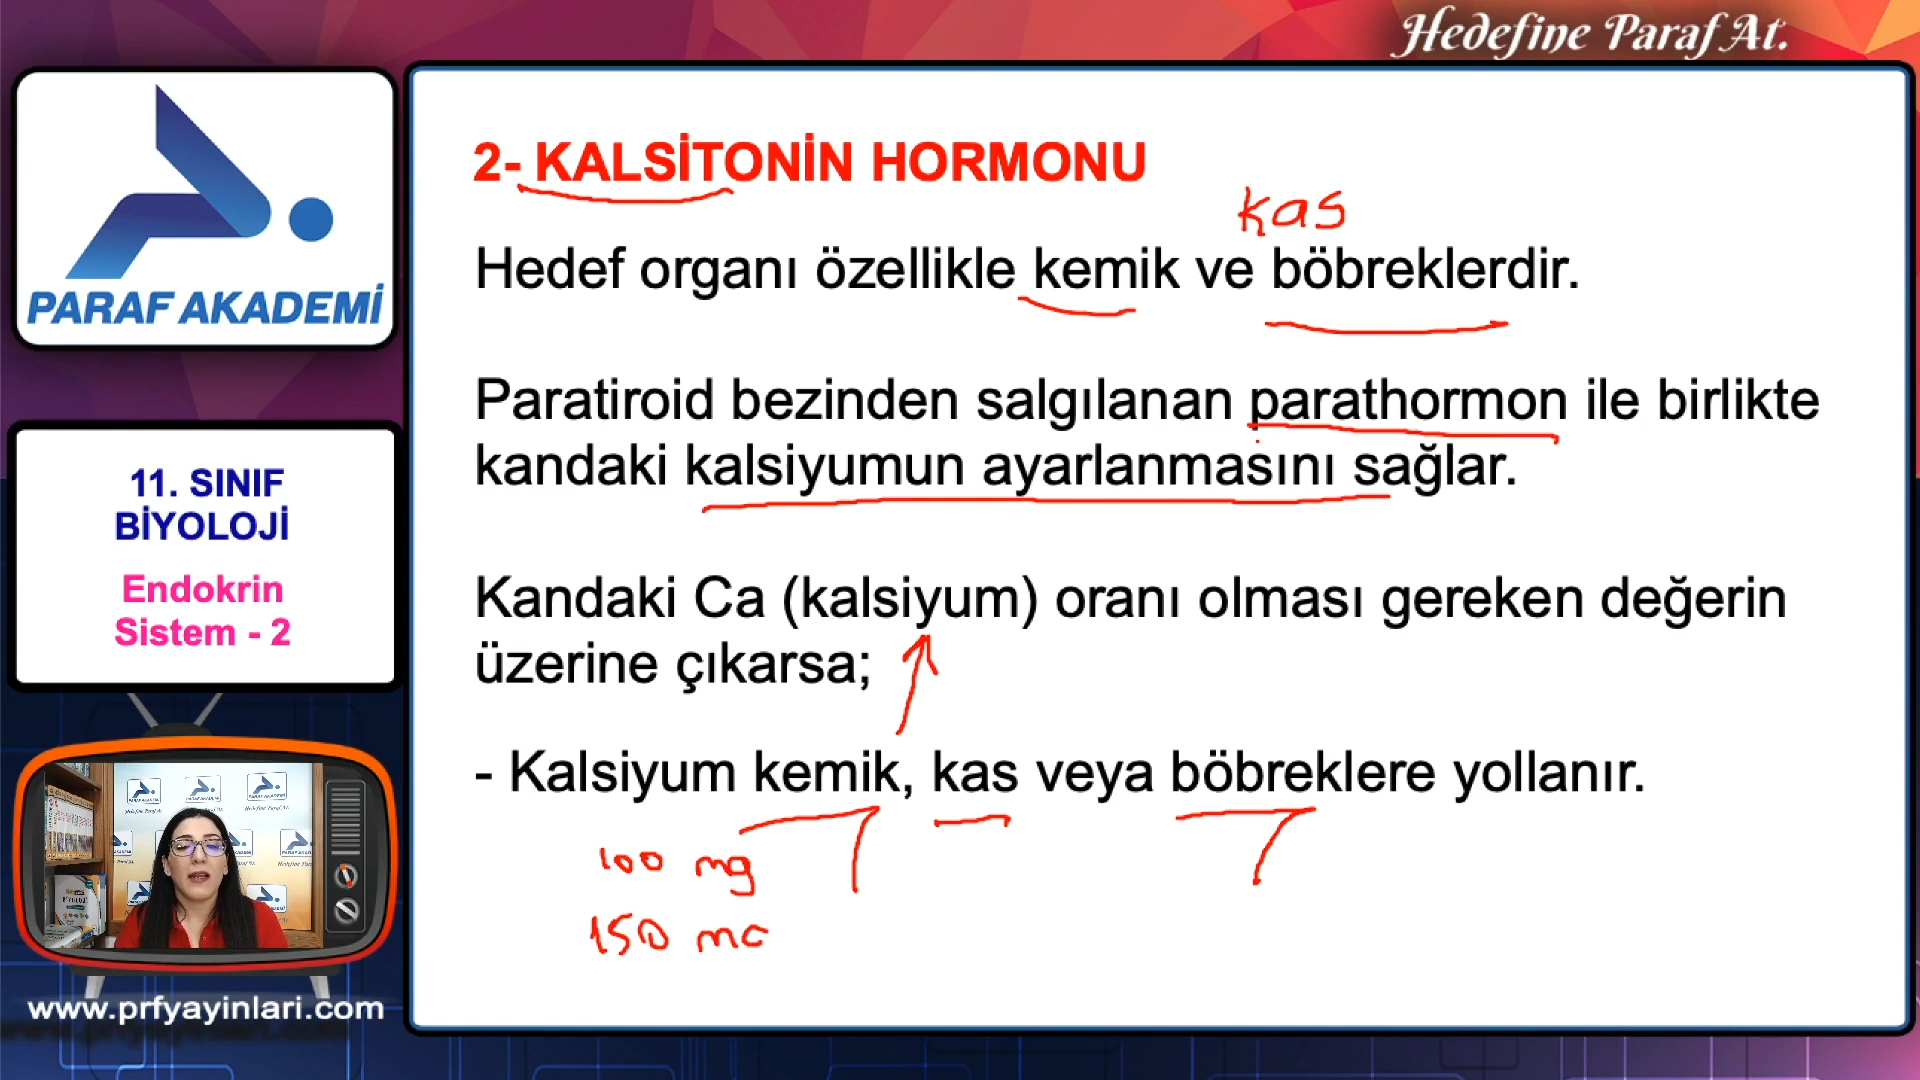 Hedefine Paraf At.
PARAF AKADEMİ
11. SINIF
BİYOLOJİ
Endokrin
Sistem - 2
www.prfyayinlari.com
2- KALSİTONİN HORMONU
kas
Hedef organı özellikle kemik ve böbreklerdir.
Paratiroid bezinden salgılanan parathormon ile birlikte
kandaki kalsiyumun ayarlanmasını sağlar.
Kandaki Ca (kalsiyum) oranı olması gereken değerin
üzerine çıkarsa;
- Kalsiyum kemik, kas veya böbreklere yollanır.
100 mg
150 mg